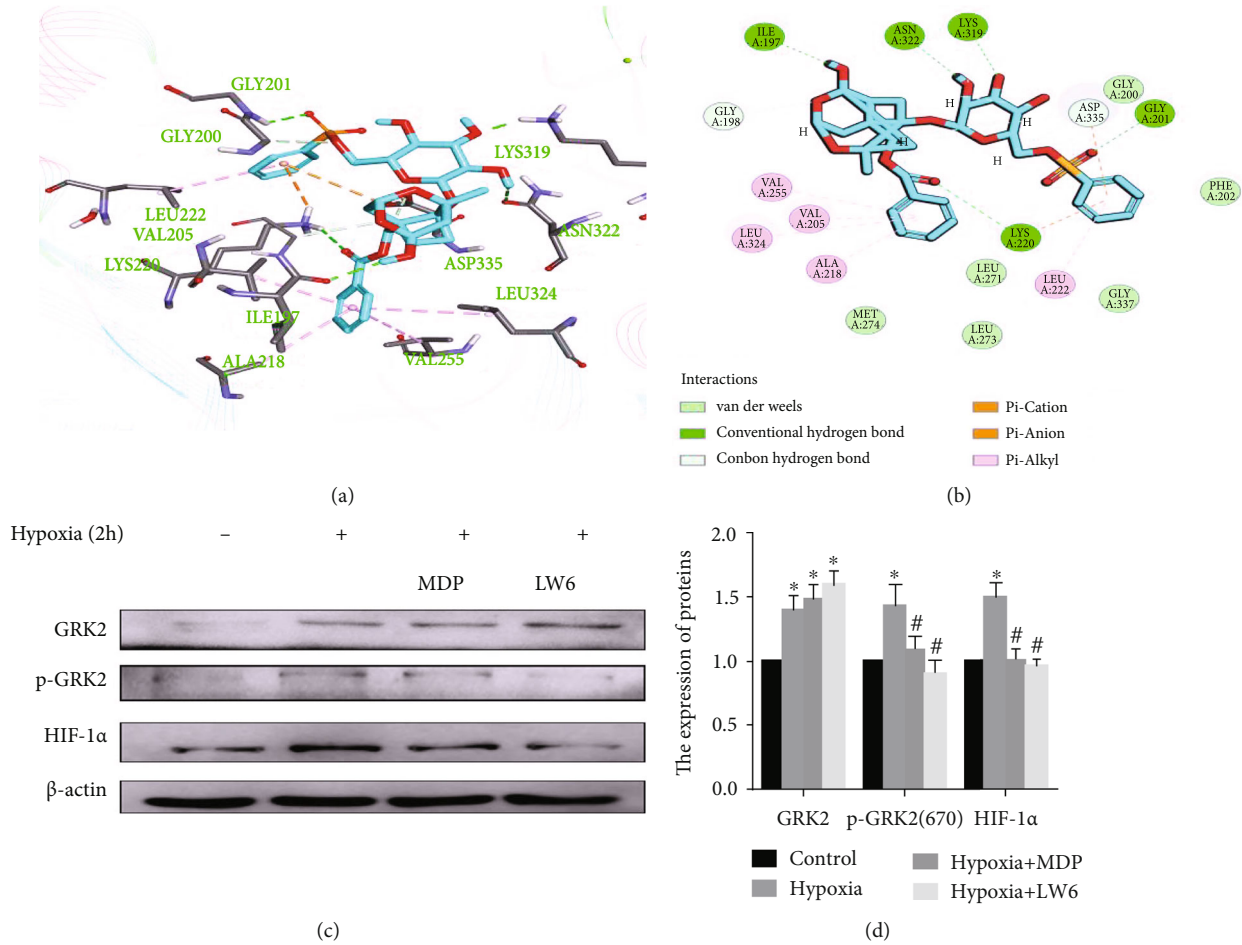 GLY201
GLY200
LYS319
LEU222
VAL205
ASN322
LYS220
ASP335
ILE197
LEU324
ALA218
VAL255
(a)
ILE
A:197
ASN
A:322
LYS
A:319
GLY
A:198
ASP
A:335
GLY
A:200
GLY
A:201
H
H
H
H
H
VAL
A:255
VAL
A:205
LEU
A:324
ALA
A:218
LYS
A:220
PHE
A:202
LEU
A:271
LEU
A:222
GLY
A:337
MET
A:274
LEU
A:273
Interactions
van der weels
Conventional hydrogen bond
Conbon hydrogen bond
Pi-Cation
Pi-Anion
Pi-Alkyl
(b)
Hypoxia (2h) – + + +
MDP LW6
GRK2
p-GRK2
HIF-1α
β-actin
(c)
The expression of proteins
2.0
1.5
1.0
0.5
0.0
* * *
* # #
* # #
GRK2 p-GRK2(670) HIF-1α
Control
Hypoxia
Hypoxia+MDP
Hypoxia+LW6
(d)